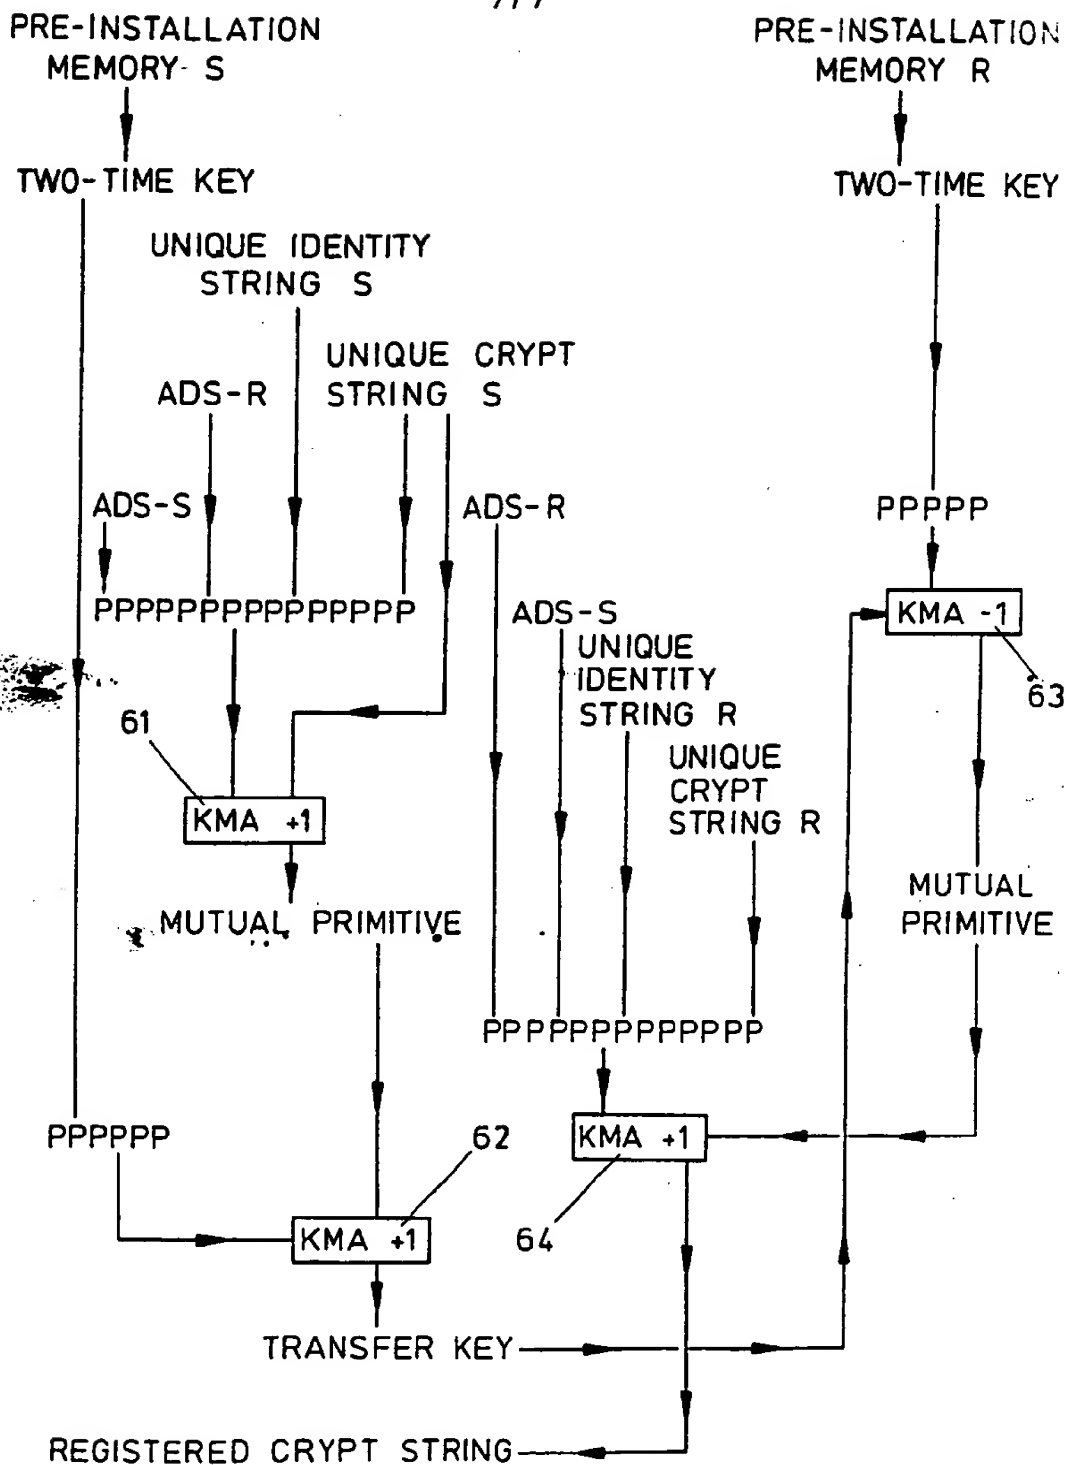 PRE-INSTALLATION
MEMORY S
PRE-INSTALLATION
MEMORY R
TWO-TIME KEY
TWO-TIME KEY
UNIQUE IDENTITY
STRING S
UNIQUE CRYPT
STRING S
ADS-R
ADS-S
ADS-R
PPPPP
PPPPPPPPPPPPPPP
ADS-S
KMA -1
UNIQUE
IDENTITY
STRING R
63
61
UNIQUE
CRYPT
STRING R
KMA +1
MUTUAL
PRIMITIVE
MUTUAL PRIMITIVE
PPPPPPPPPPPPP
PPPPPP
62
KMA +1
64
KMA +1
TRANSFER KEY
REGISTERED CRYPT STRING